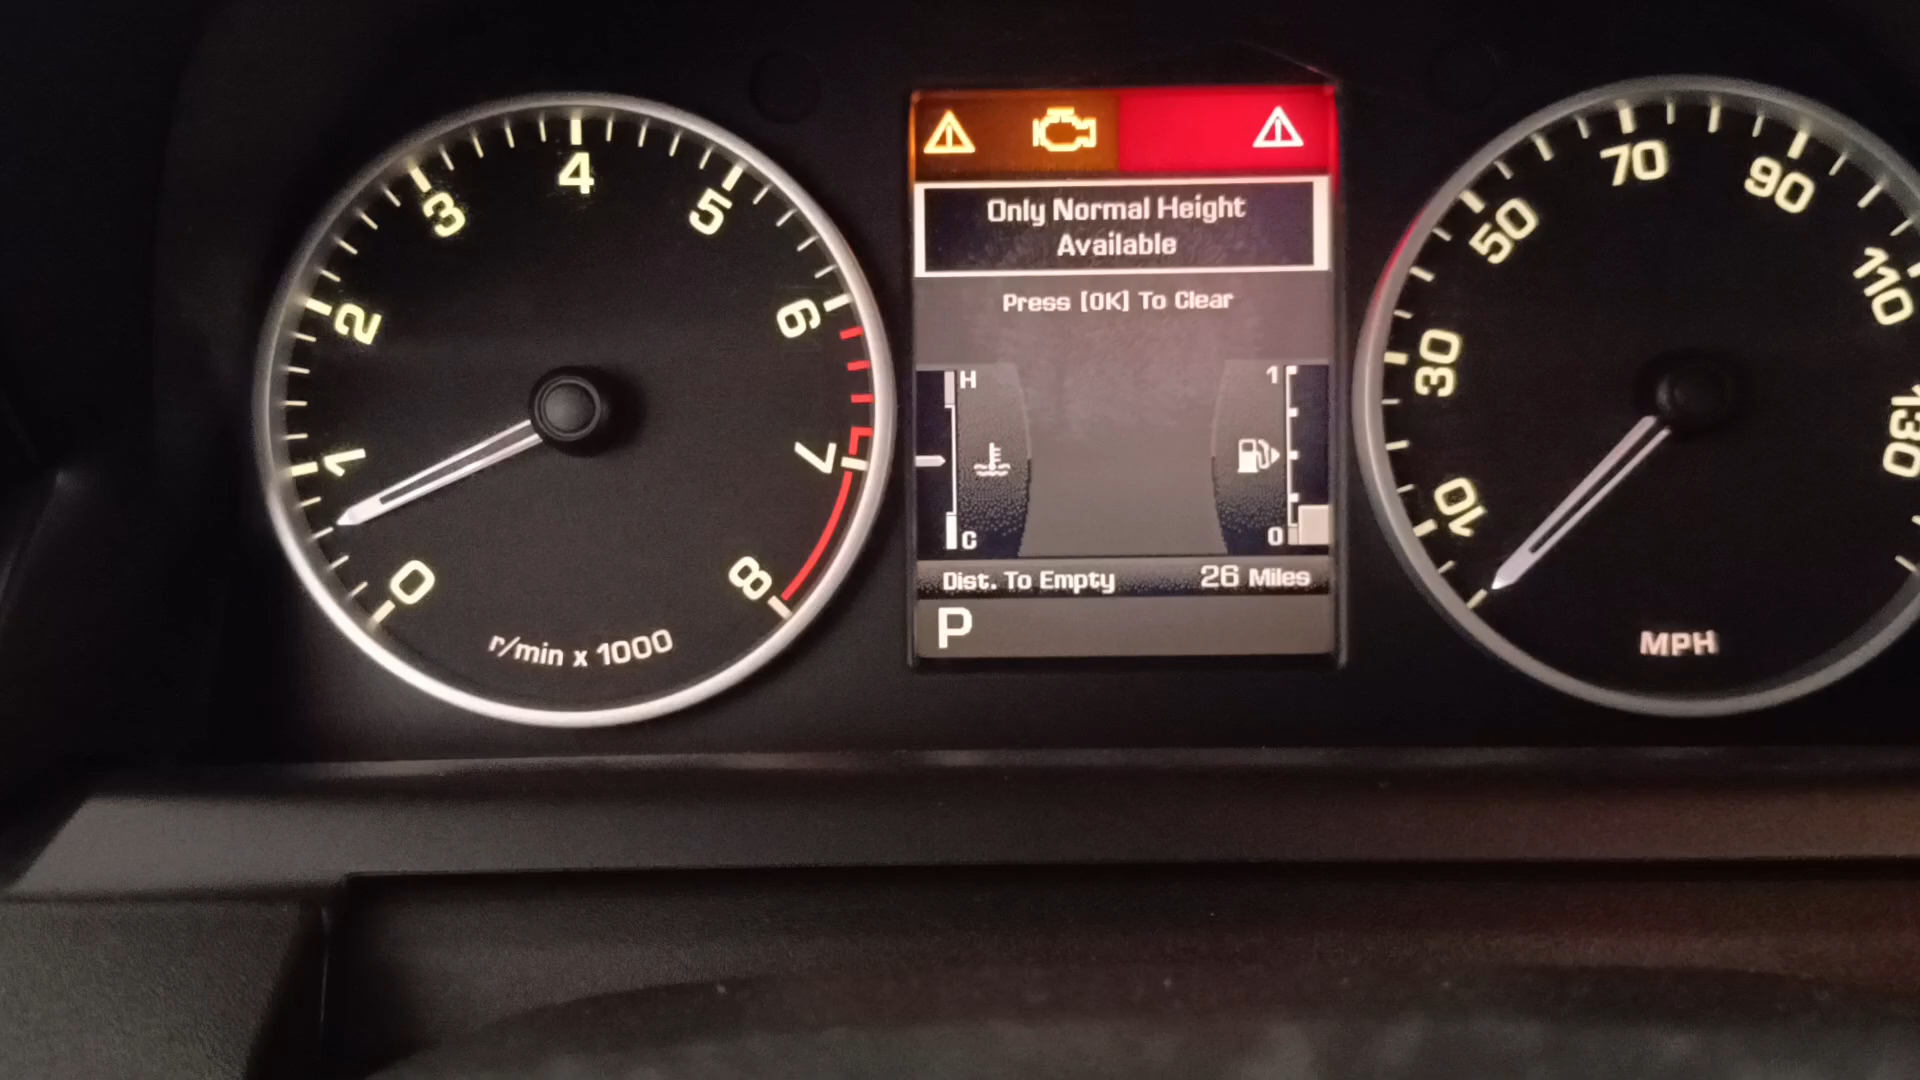 0
1
2
3
4
5
6
7
8
r/min x 1000
Only Normal Height
Available
Press [OK] To Clear
H
C
1
0
Dist. To Empty 26 Miles
P
10
30
50
70
90
110
130
MPH